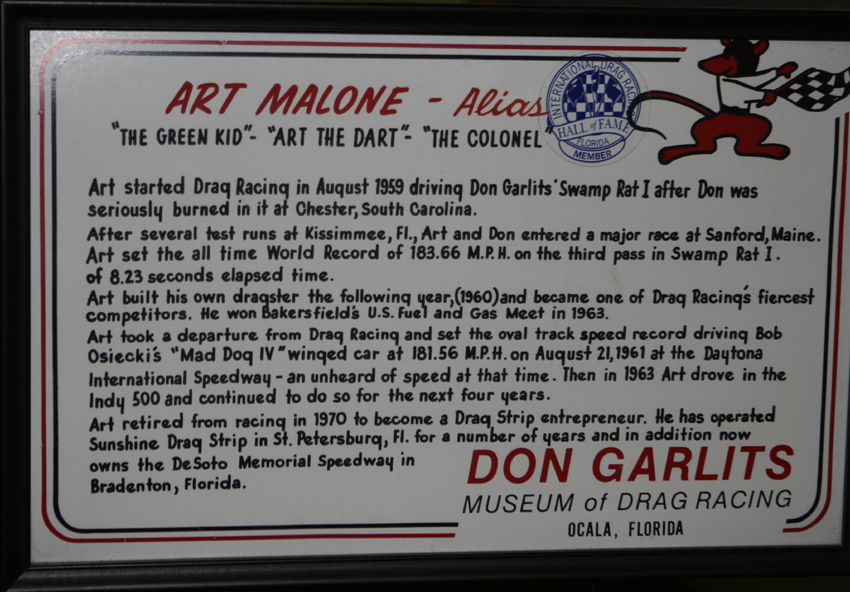 ART MALONE - Alias
"THE GREEN KID"- "ART THE DART"- "THE COLONEL"
INTERNATIONAL DRAG RACING
HALL of FAME
FLORIDA
MEMBER
Art started Drag Racing in August 1959 driving Don Garlits' Swamp Rat I after Don was
seriously burned in it at Chester, South Carolina.
After several test runs at Kissimmee, Fl., Art and Don entered a major race at Sanford, Maine.
Art set the all time World Record of 183.66 M.P.H. on the third pass in Swamp Rat I.
of 8.23 seconds elapsed time.
Art built his own dragster the following year, (1960) and became one of Drag Racing's fiercest
competitors. He won Bakersfield's U.S. Fuel and Gas Meet in 1963.
Art took a departure from Drag Racing and set the oval track speed record driving Bob
Osiecki's "Mad Dog IV" winged car at 181.56 M.P.H. on August 21, 1961 at the Daytona
International Speedway - an unheard of speed at that time. Then in 1963 Art drove in the
Indy 500 and continued to do so for the next four years.
Art retired from racing in 1970 to become a Drag Strip entrepreneur. He has operated
Sunshine Drag Strip in St. Petersburg, Fl. for a number of years and in addition now
owns the DeSoto Memorial Speedway in
Bradenton, Florida.
DON GARLITS
MUSEUM of DRAG RACING
OCALA, FLORIDA